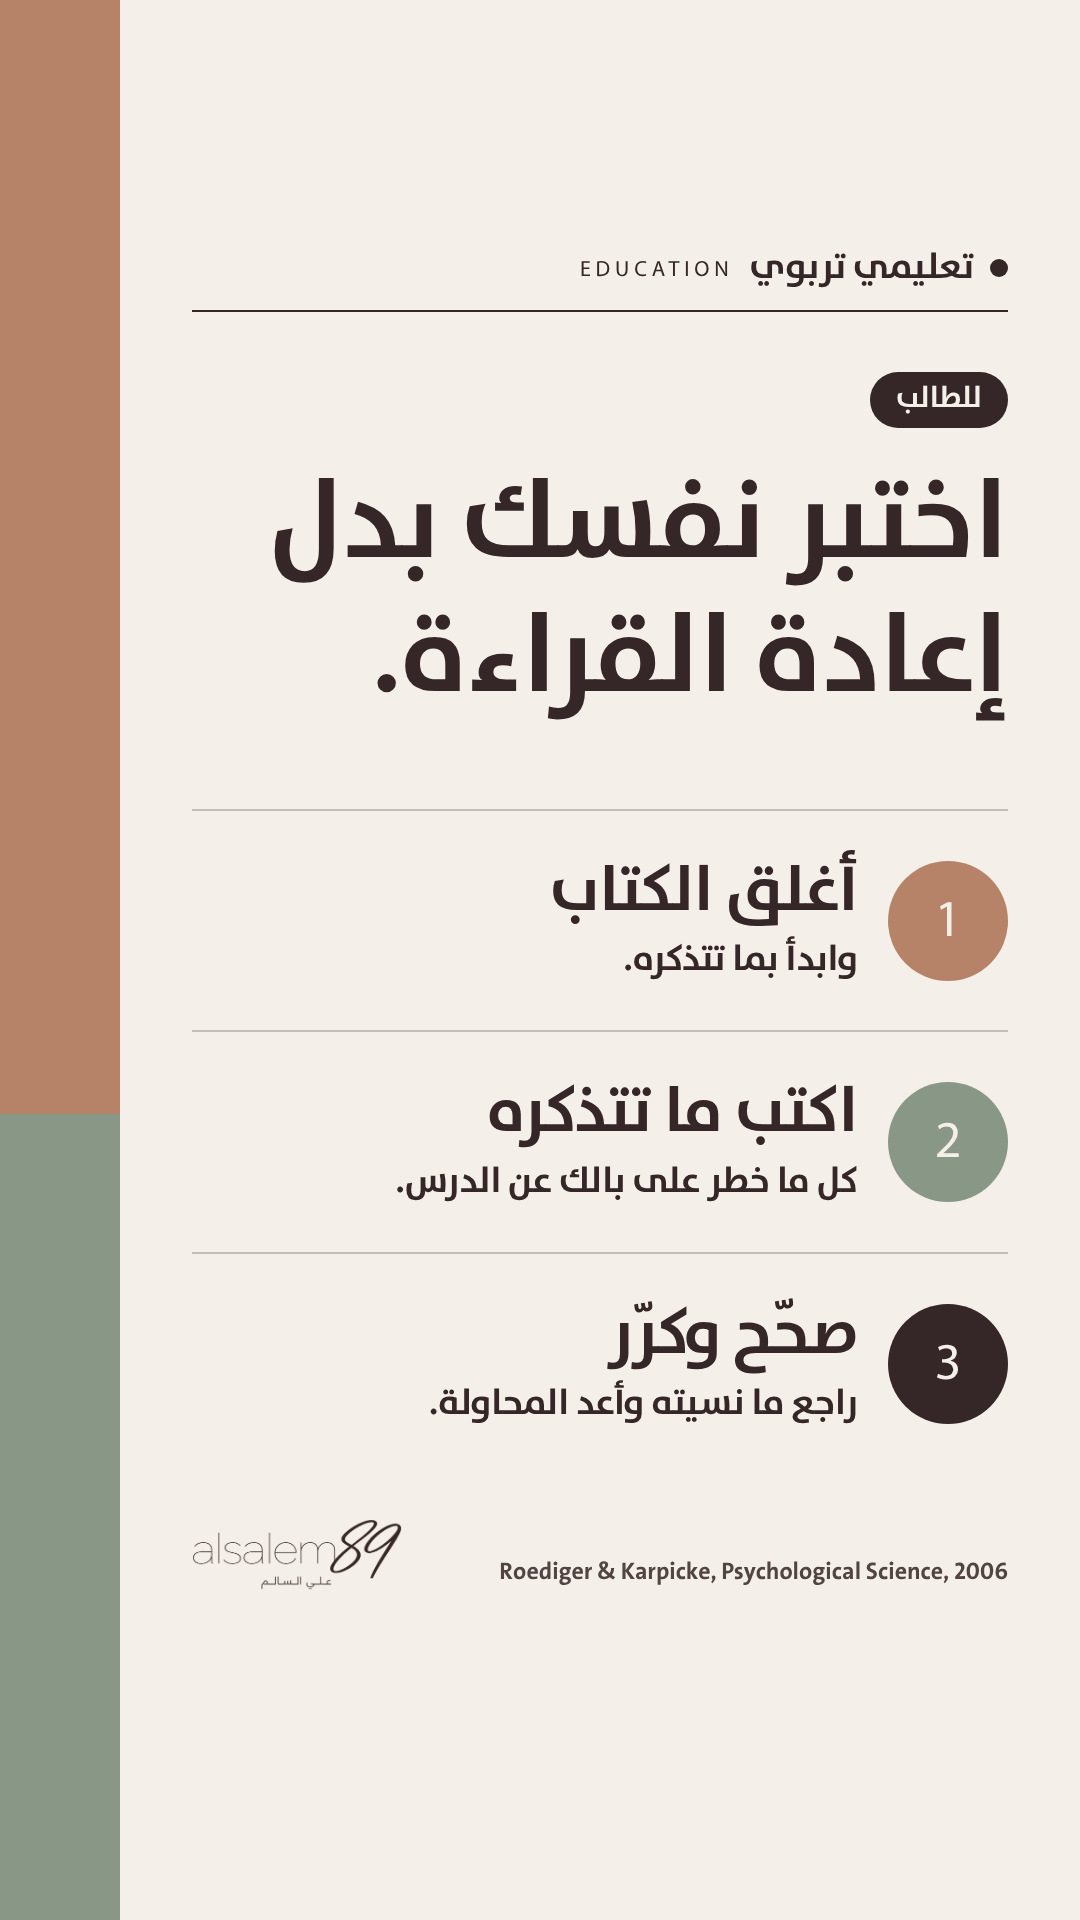 تعليمي تربوي EDUCATION
للطالب
اختبر نفسك بدل
إعادة القراءة.
1
أغلق الكتاب
وابدأ بما تتذكره.
2
اكتب ما تتذكره
كل ما خطر على بالك عن الدرس.
3
صحّح وكرّر
راجع ما نسيته وأعد المحاولة.
Roediger & Karpicke, Psychological Science, 2006
alsalem89
علي السالم